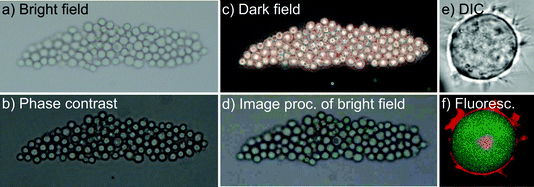 a) Bright field
b) Phase contrast
c) Dark field
d) Image proc. of bright field
e) DIC
f) Fluoresc.